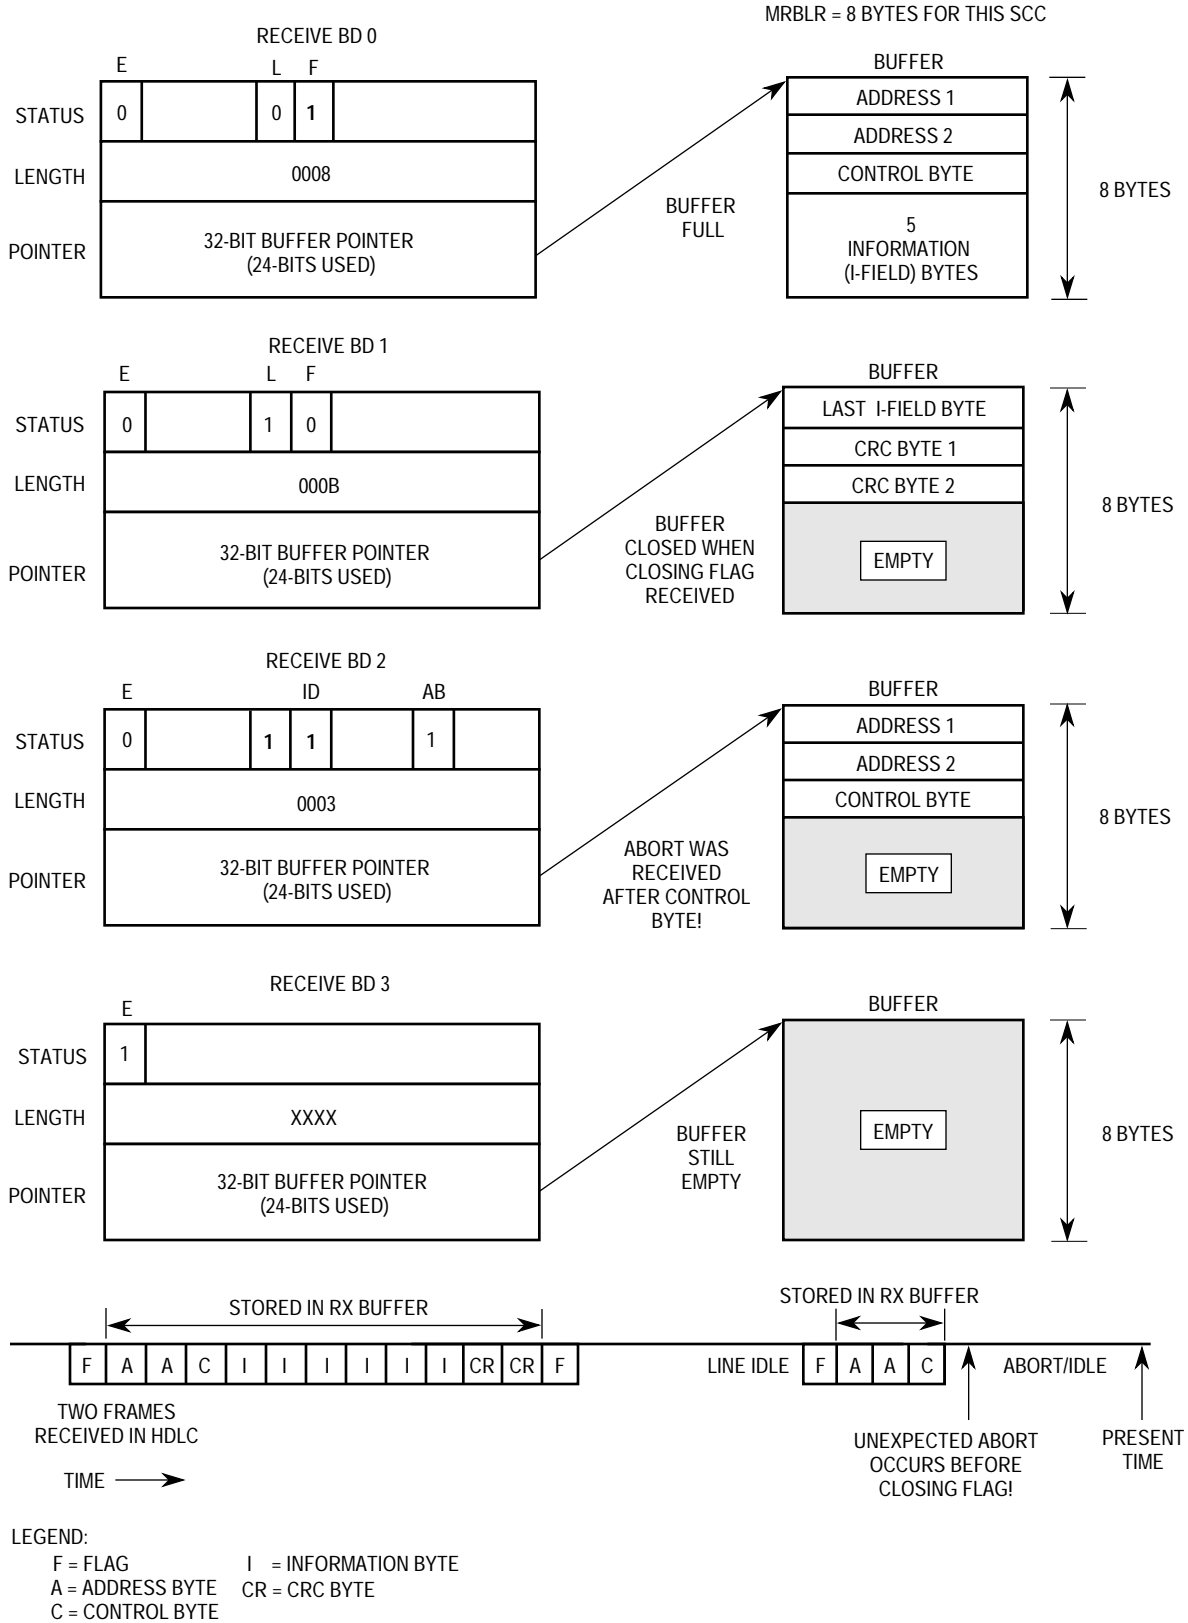 MRBLR = 8 BYTES FOR THIS SCC
RECEIVE BD 0
E L F
STATUS 0 0 1
LENGTH 0008
POINTER 32-BIT BUFFER POINTER
(24-BITS USED)
BUFFER
FULL
BUFFER
ADDRESS 1
ADDRESS 2
CONTROL BYTE
5
INFORMATION
(I-FIELD) BYTES
8 BYTES
RECEIVE BD 1
E L F
STATUS 0 1 0
LENGTH 000B
POINTER 32-BIT BUFFER POINTER
(24-BITS USED)
BUFFER
CLOSED WHEN
CLOSING FLAG
RECEIVED
BUFFER
LAST I-FIELD BYTE
CRC BYTE 1
CRC BYTE 2
EMPTY
8 BYTES
RECEIVE BD 2
E ID AB
STATUS 0 1 1 1
LENGTH 0003
POINTER 32-BIT BUFFER POINTER
(24-BITS USED)
ABORT WAS
RECEIVED
AFTER CONTROL
BYTE!
BUFFER
ADDRESS 1
ADDRESS 2
CONTROL BYTE
EMPTY
8 BYTES
RECEIVE BD 3
E
STATUS 1
LENGTH XXXX
POINTER 32-BIT BUFFER POINTER
(24-BITS USED)
BUFFER
STILL
EMPTY
BUFFER
EMPTY
8 BYTES
STORED IN RX BUFFER STORED IN RX BUFFER
F A A C I I I I I I CR CR F LINE IDLE F A A C ABORT/IDLE
TWO FRAMES
RECEIVED IN HDLC
TIME
UNEXPECTED ABORT
OCCURS BEFORE
CLOSING FLAG!
PRESENT
TIME
LEGEND:
F = FLAG I = INFORMATION BYTE
A = ADDRESS BYTE CR = CRC BYTE
C = CONTROL BYTE